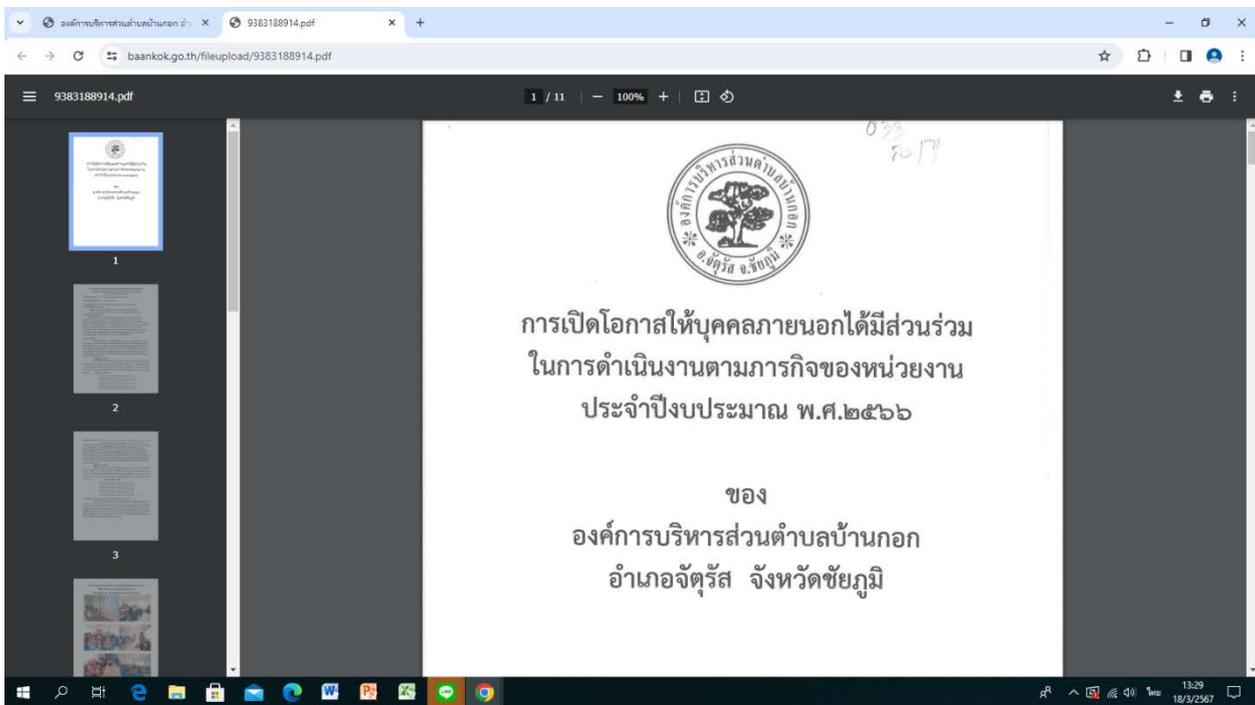 องค์การบริหารส่วนตำบลบ้านกอก อำ
9383188914.pdf
baankok.go.th/fileupload/9383188914.pdf
9383188914.pdf
1 / 11
100%
1
2
3
องค์การบริหารส่วนตำบลบ้านกอก
อ.จัตุรัส จ.ชัยภูมิ
การเปิดโอกาสให้บุคคลภายนอกได้มีส่วนร่วม
ในการดำเนินงานตามภารกิจของหน่วยงาน
ประจำปีงบประมาณ พ.ศ.๒๕๖๖
ของ
องค์การบริหารส่วนตำบลบ้านกอก
อำเภอจัตุรัส จังหวัดชัยภูมิ
ไทย
13:29
18/3/2567